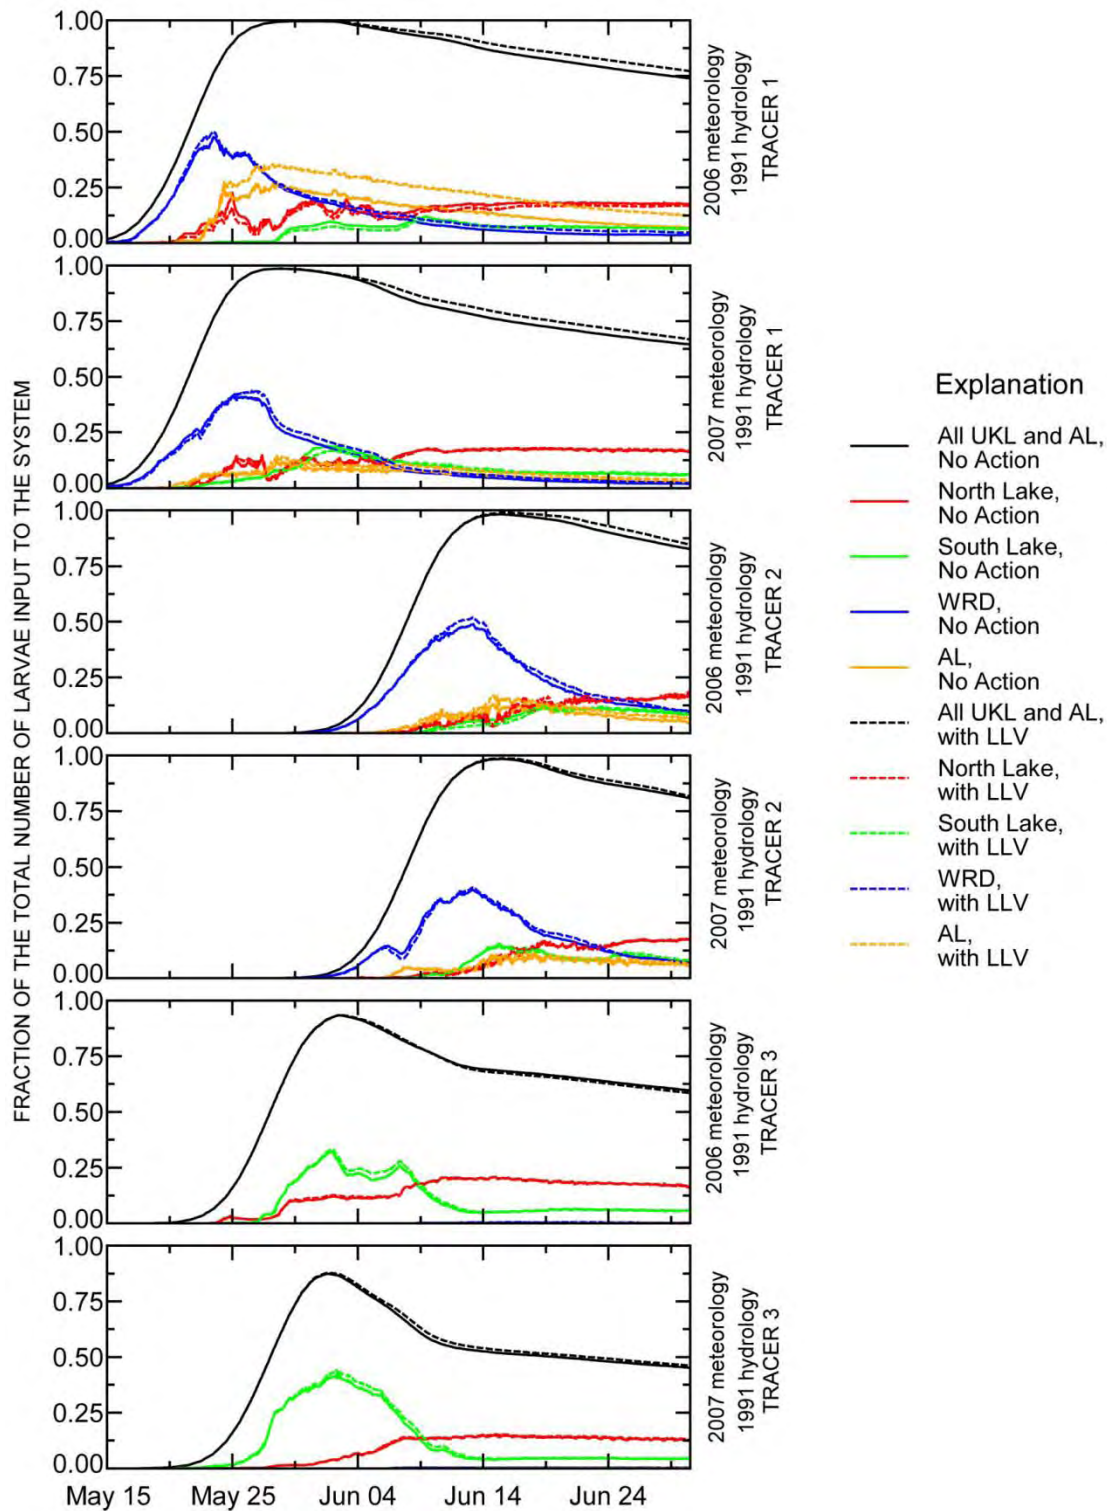 FRACTION OF THE TOTAL NUMBER OF LARVAE INPUT TO THE SYSTEM
1.00
0.75
0.50
0.25
0.00
2006 meteorology
1991 hydrology
TRACER 1
1.00
0.75
0.50
0.25
0.00
2007 meteorology
1991 hydrology
TRACER 1
1.00
0.75
0.50
0.25
0.00
2006 meteorology
1991 hydrology
TRACER 2
1.00
0.75
0.50
0.25
0.00
2007 meteorology
1991 hydrology
TRACER 2
1.00
0.75
0.50
0.25
0.00
2006 meteorology
1991 hydrology
TRACER 3
1.00
0.75
0.50
0.25
0.00
2007 meteorology
1991 hydrology
TRACER 3
May 15 May 25 Jun 04 Jun 14 Jun 24
Explanation
All UKL and AL,
No Action
North Lake,
No Action
South Lake,
No Action
WRD,
No Action
AL,
No Action
All UKL and AL,
with LLV
North Lake,
with LLV
South Lake,
with LLV
WRD,
with LLV
AL,
with LLV